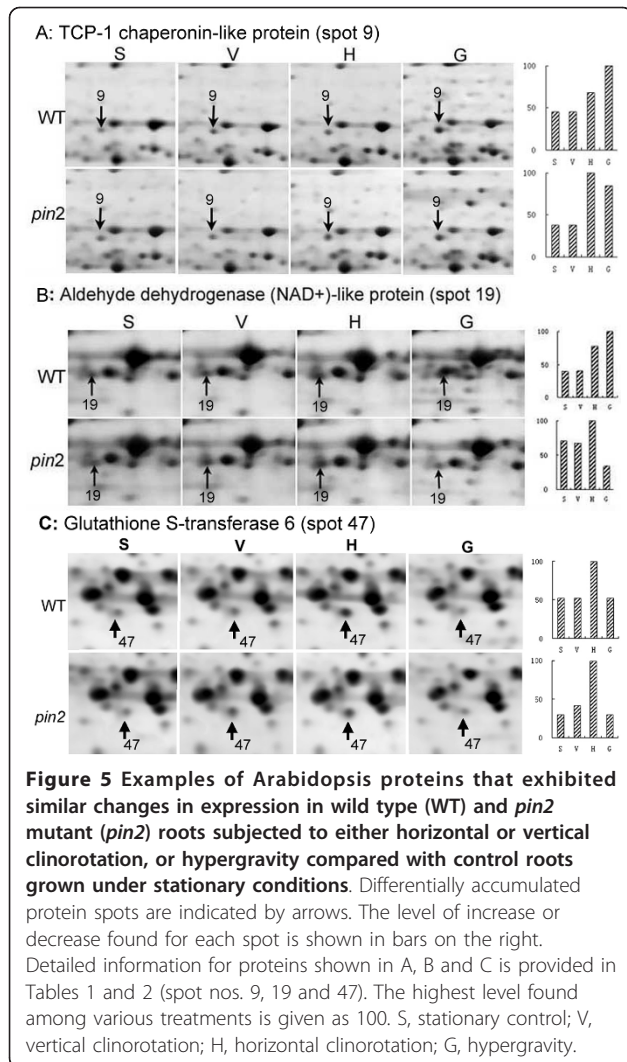 A: TCP-1 chaperonin-like protein (spot 9)
S V H G
WT 9 9 9 9
100
50
0
S V H G
pin2 9 9 9 9
100
50
0
S V H G
B: Aldehyde dehydrogenase (NAD+)-like protein (spot 19)
S V H G
WT 19 19 19 19
100
50
0
S V H G
pin2 19 19 19 19
100
50
0
S V H G
C: Glutathione S-transferase 6 (spot 47)
S V H G
WT 47 47 47 47
100
50
0
S V H G
pin2 47 47 47 47
100
50
0
S V H G
Figure 5 Examples of Arabidopsis proteins that exhibited
similar changes in expression in wild type (WT) and pin2
mutant (pin2) roots subjected to either horizontal or vertical
clinorotation, or hypergravity compared with control roots
grown under stationary conditions. Differentially accumulated
protein spots are indicated by arrows. The level of increase or
decrease found for each spot is shown in bars on the right.
Detailed information for proteins shown in A, B and C is provided in
Tables 1 and 2 (spot nos. 9, 19 and 47). The highest level found
among various treatments is given as 100. S, stationary control; V,
vertical clinorotation; H, horizontal clinorotation; G, hypergravity.